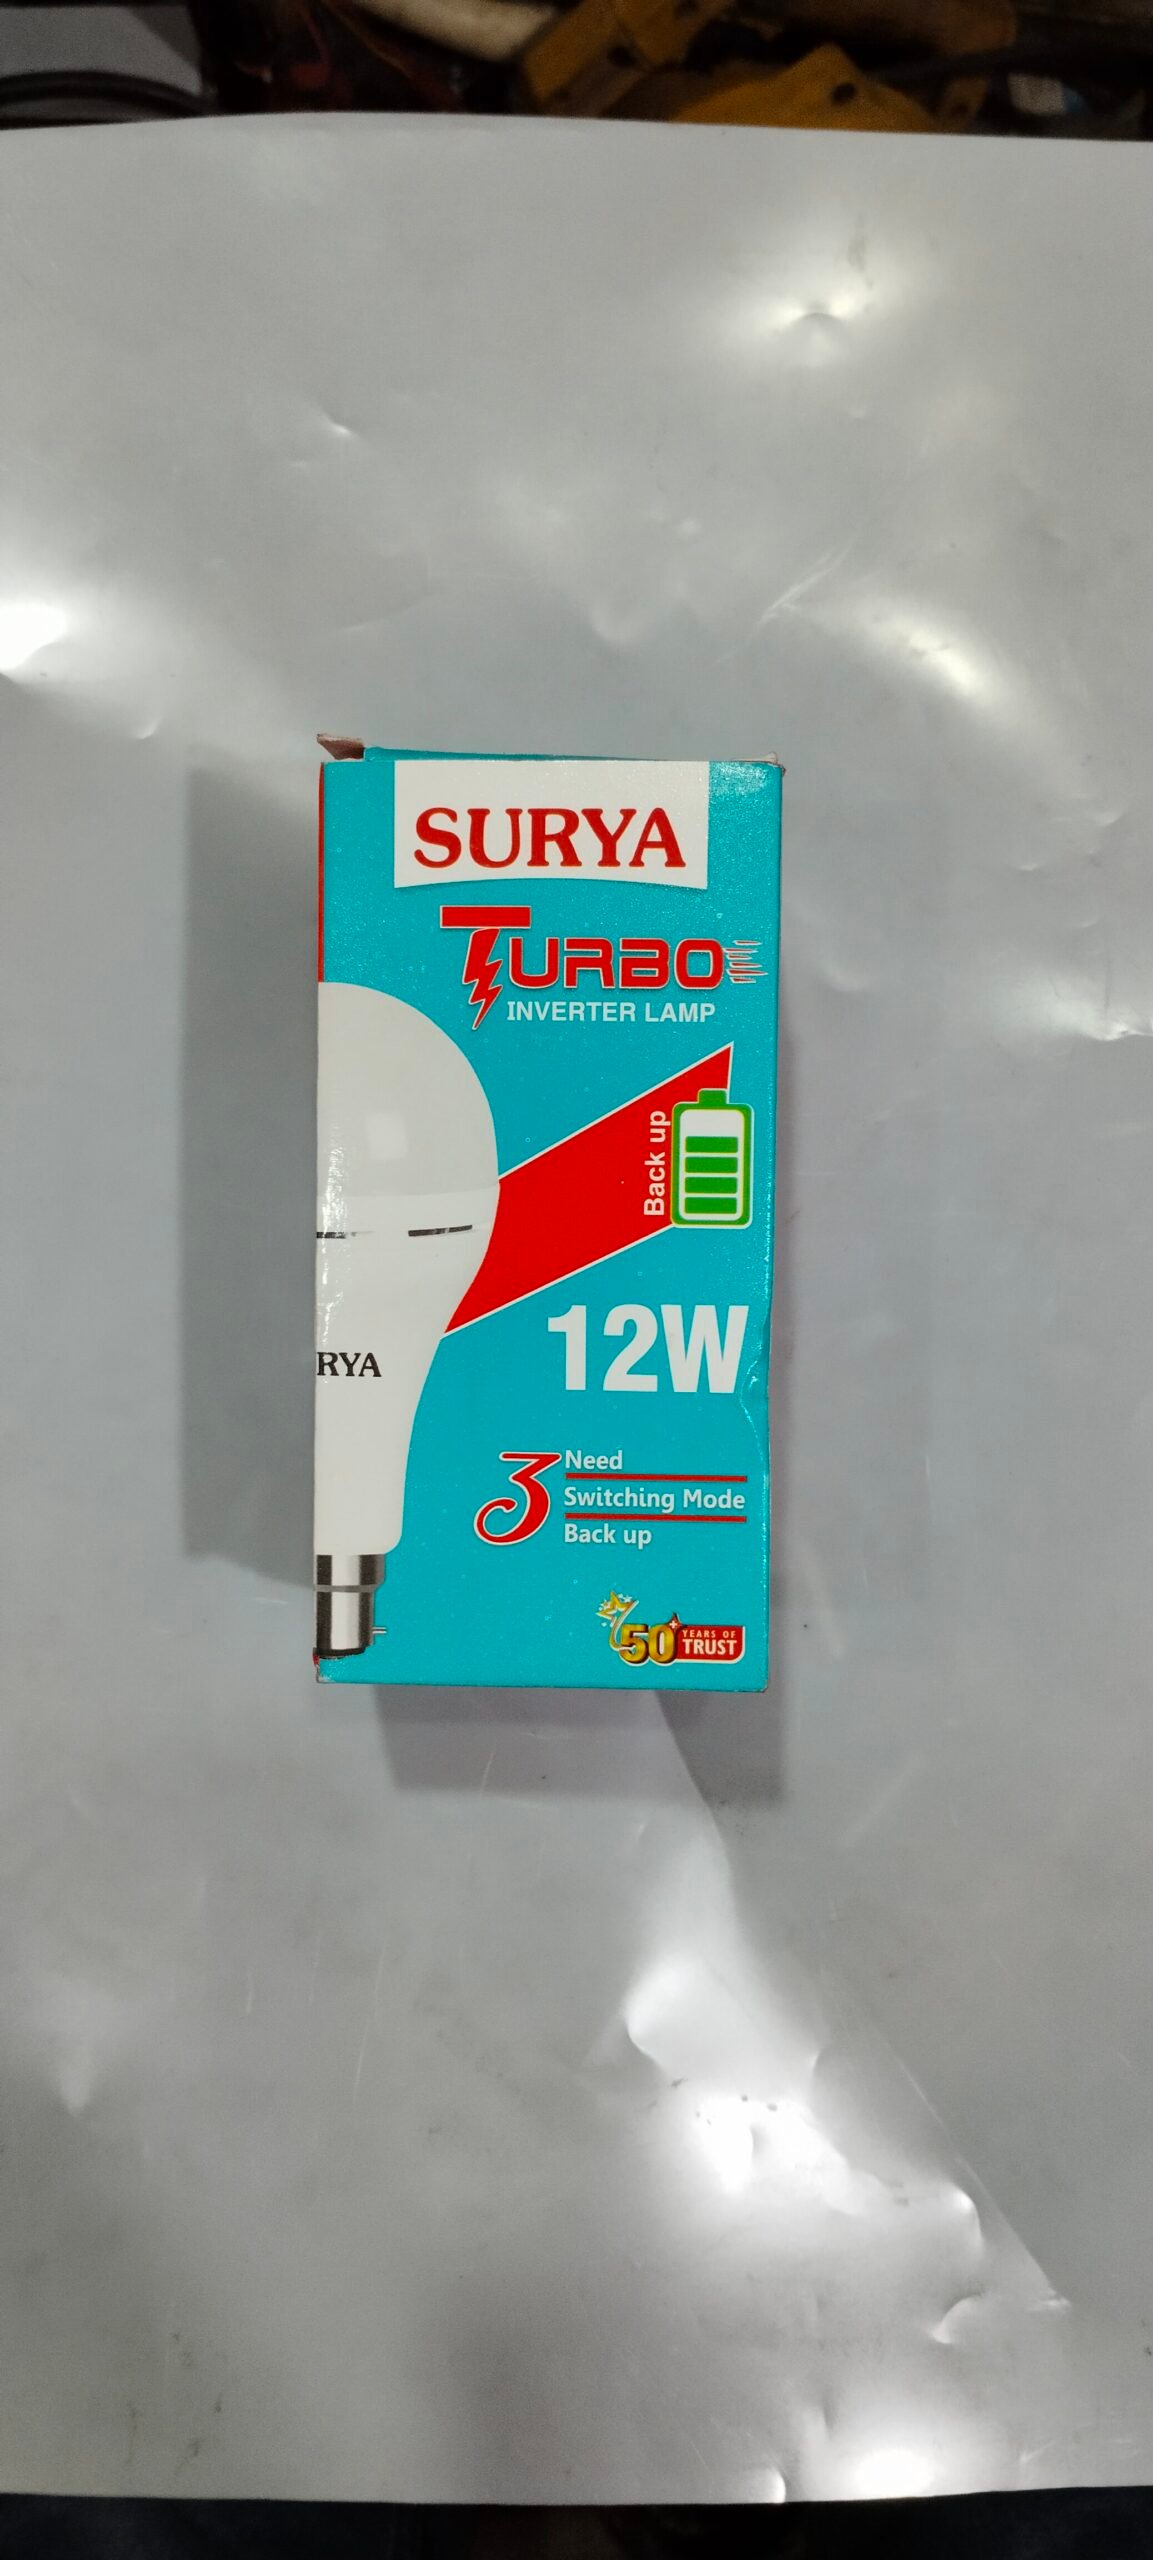 SURYA
TURBO
INVERTER LAMP
Back up
12W
RYA
3
Need
Switching Mode
Back up
50+
YEARS OF
TRUST